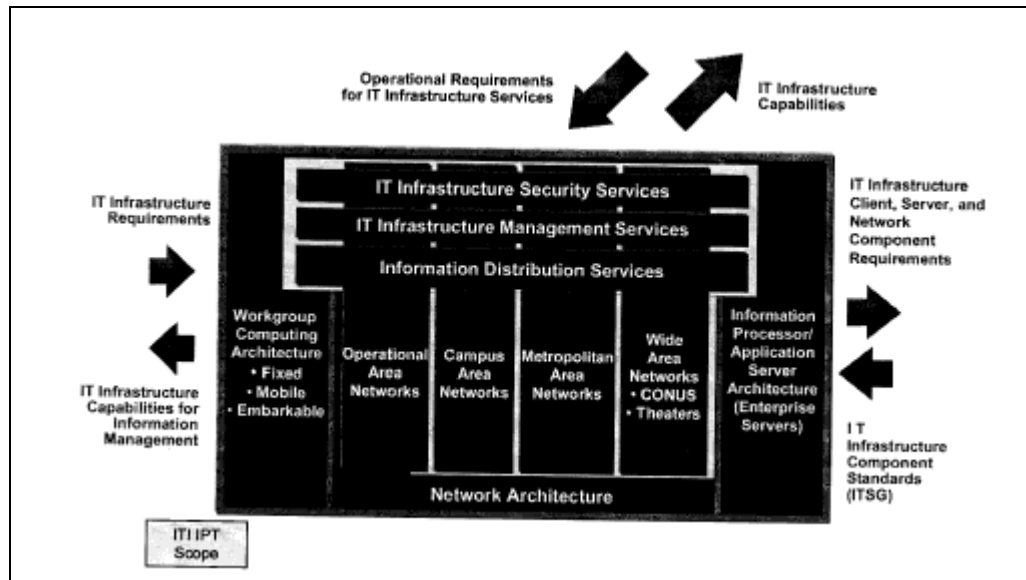 Operational Requirements
for IT Infrastructure Services
IT Infrastructure
Capabilities
IT Infrastructure
Requirements
IT Infrastructure
Capabilities for
Information
Management
IT Infrastructure Security Services
IT Infrastructure Management Services
Information Distribution Services
Workgroup
Computing
Architecture
• Fixed
• Mobile
• Embarkable
Operational
Area
Networks
Campus
Area
Networks
Metropolitan
Area
Networks
Wide
Area
Networks
• CONUS
• Theaters
Information
Processor/
Application
Server
Architecture
(Enterprise
Servers)
Network Architecture
IT Infrastructure
Client, Server, and
Network
Component
Requirements
I T
Infrastructure
Component
Standards
(ITSG)
ITI IPT
Scope